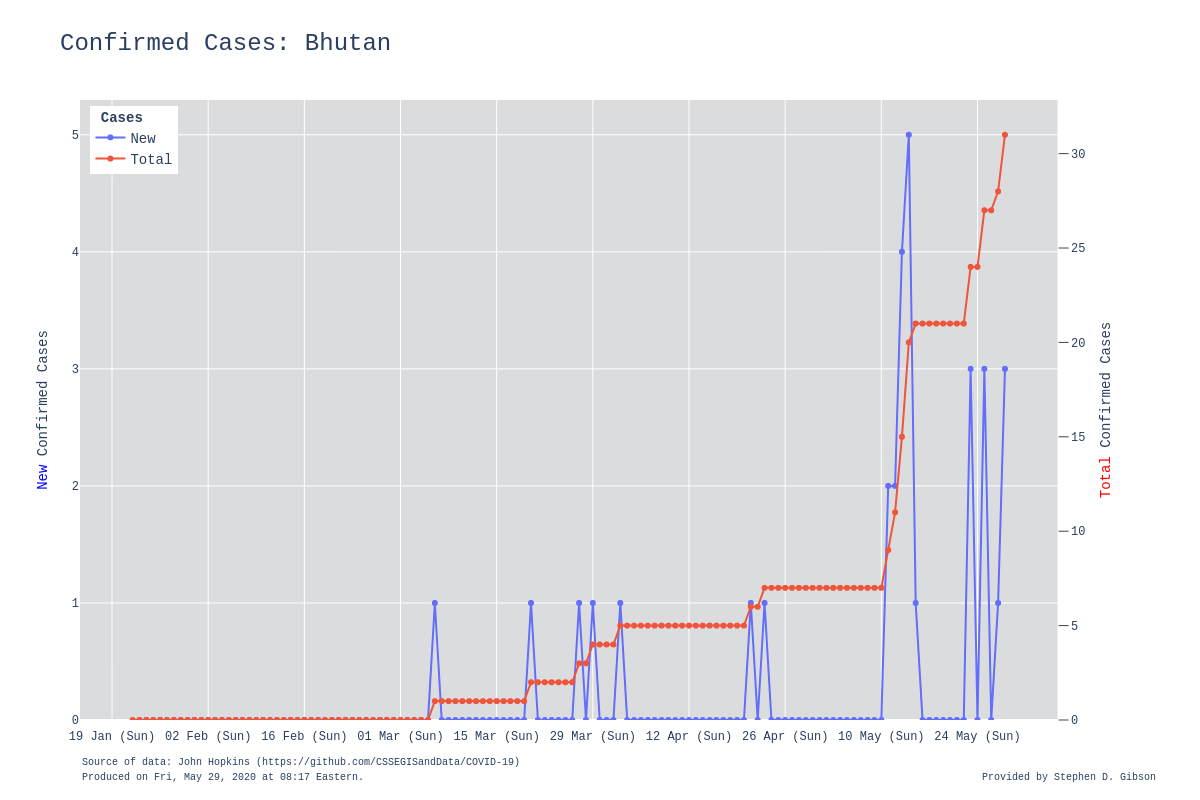 Confirmed Cases: Bhutan
Cases
New
Total
5
4
3
2
1
0
New Confirmed Cases
30
25
20
15
10
5
0
Total Confirmed Cases
19 Jan (Sun) 02 Feb (Sun) 16 Feb (Sun) 01 Mar (Sun) 15 Mar (Sun) 29 Mar (Sun) 12 Apr (Sun) 26 Apr (Sun) 10 May (Sun) 24 May (Sun)
Source of data: John Hopkins (https://github.com/CSSEGISandData/COVID-19)
Produced on Fri, May 29, 2020 at 08:17 Eastern.
Provided by Stephen D. Gibson